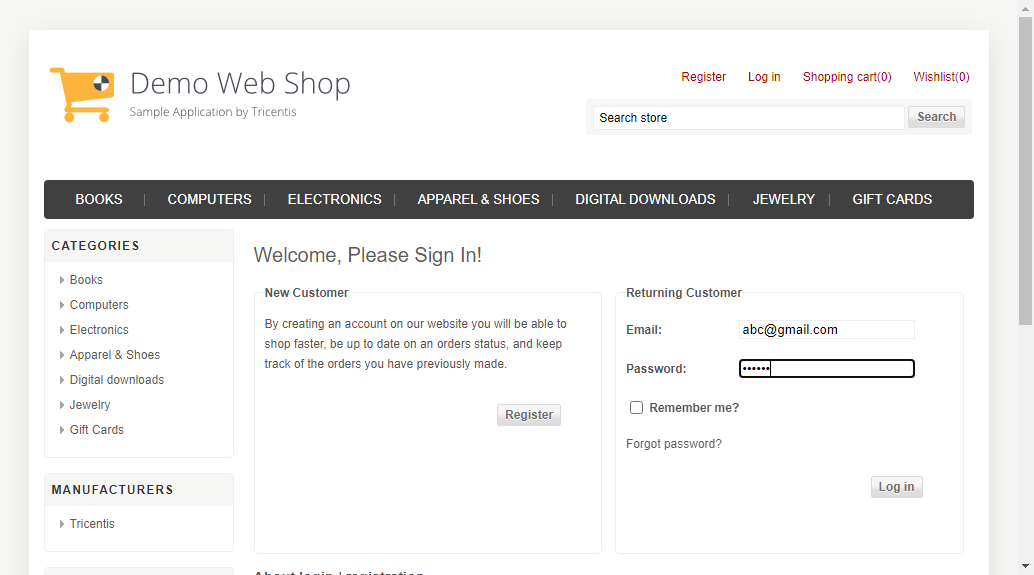 Demo Web Shop
Sample Application by Tricentis
Register Log in Shopping cart(0) Wishlist(0)
Search store Search
BOOKS COMPUTERS ELECTRONICS APPAREL & SHOES DIGITAL DOWNLOADS JEWELRY GIFT CARDS
CATEGORIES
Books
Computers
Electronics
Apparel & Shoes
Digital downloads
Jewelry
Gift Cards
MANUFACTURERS
Tricentis
Welcome, Please Sign In!
New Customer
By creating an account on our website you will be able to
shop faster, be up to date on an orders status, and keep
track of the orders you have previously made.
Register
Returning Customer
Email: abc@gmail.com
Password: ••••••
Remember me?
Forgot password?
Log in
About login / registration